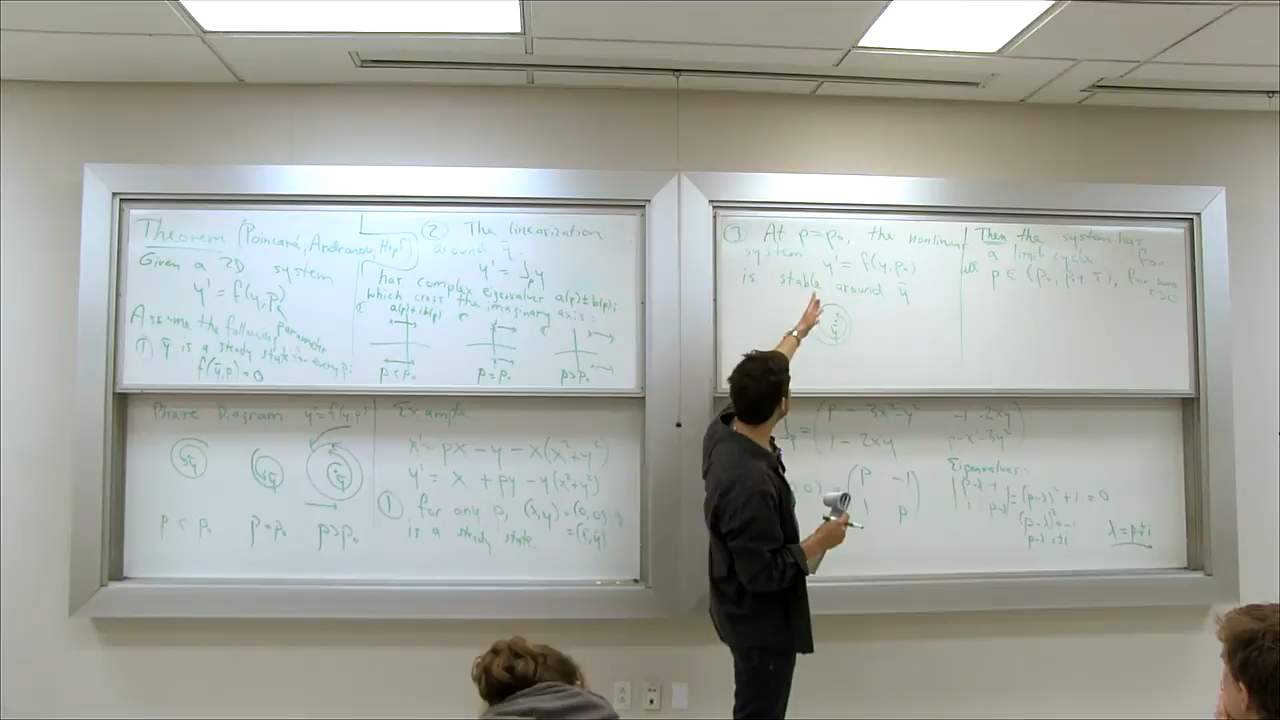 Theorem (Poincaré, Andronov, Hopf)
Given a 2D system
y' = f(y,p)
Assume the following
① ȳ is a steady state for every p:
f(ȳ,p) = 0
② The linearization
around ȳ
y' = Jy
has complex eigenvalues a(p)±b(p)i
which cross the imaginary axis:
a(p)+ib(p)
p<p₀
p=p₀
p>p₀
③ At p=p₀, the nonlinear
system y' = f(y,p₀)
is stable around ȳ
ȳ
Then the system has
a limit cycle for
all p ∈ (p₀, p₀+δ), for some
δ>0
Phase Diagram y'=f(y,p)
ȳ
ȳ
ȳ
p<p₀
p=p₀
p>p₀
Example
x' = px - y - x(x²+y²)
y' = x + py - y(x²+y²)
① for any p, (x,y) = (0,0)
is a steady state. = (x̄,ȳ)
= (p - 3x²-y² -1-2xy
1-2xy p-x²-3y²)
0) = (p -1
1 p)
Eigenvalues:
|p-λ -1
1 p-λ| = (p-λ)²+1 = 0
(p-λ)² = -1
p-λ = ±i
λ = p±i